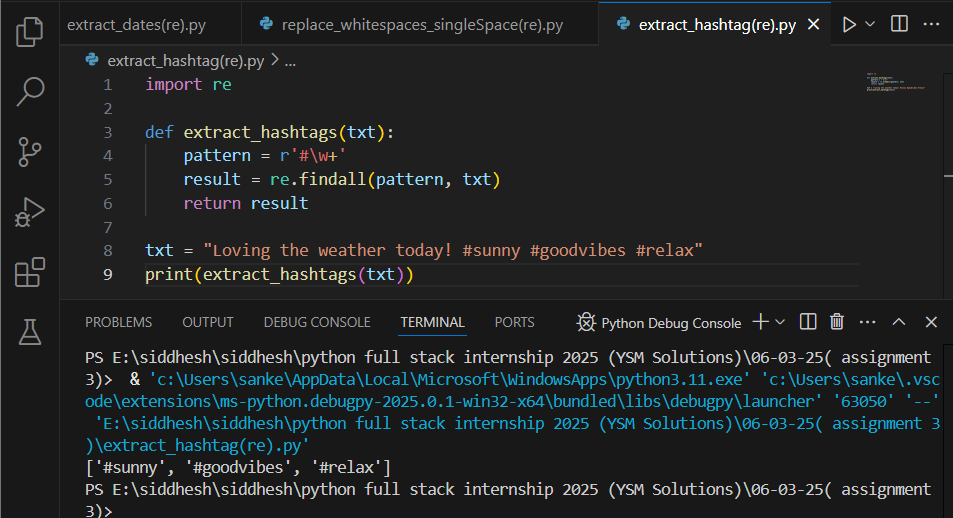 extract_dates(re).py replace_whitespaces_singleSpace(re).py extract_hashtag(re).py
extract_hashtag(re).py > ...
1 import re
2
3 def extract_hashtags(txt):
4 pattern = r'#\w+'
5 result = re.findall(pattern, txt)
6 return result
7
8 txt = "Loving the weather today! #sunny #goodvibes #relax"
9 print(extract_hashtags(txt))
PROBLEMS OUTPUT DEBUG CONSOLE TERMINAL PORTS Python Debug Console
PS E:\siddhesh\siddhesh\python full stack internship 2025 (YSM Solutions)\06-03-25( assignment
3)> & 'c:\Users\sanke\AppData\Local\Microsoft\WindowsApps\python3.11.exe' 'c:\Users\sanke\.vsc
ode\extensions\ms-python.debugpy-2025.0.1-win32-x64\bundled\libs\debugpy\launcher' '63050' '--'
'E:\siddhesh\siddhesh\python full stack internship 2025 (YSM Solutions)\06-03-25( assignment 3
)\extract_hashtag(re).py'
['#sunny', '#goodvibes', '#relax']
PS E:\siddhesh\siddhesh\python full stack internship 2025 (YSM Solutions)\06-03-25( assignment
3)>